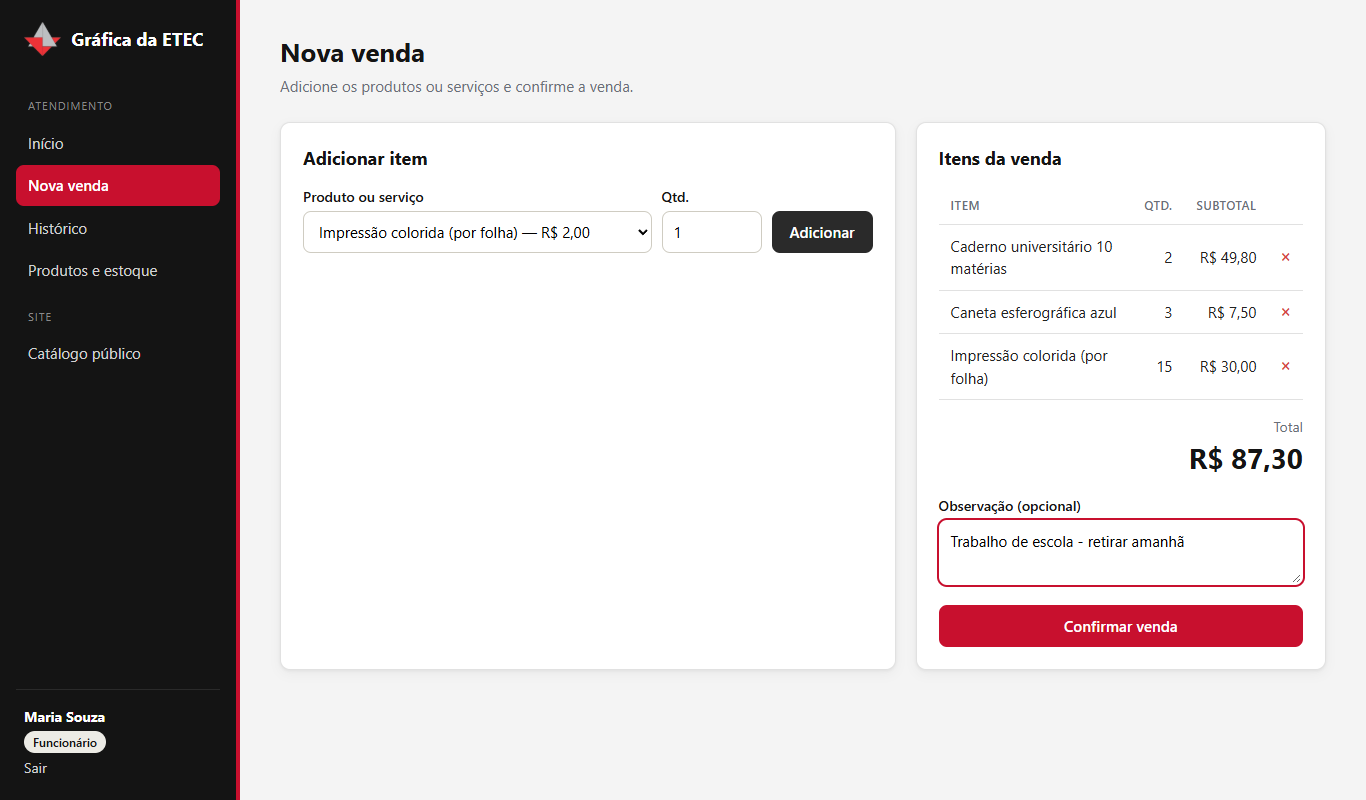 Gráfica da ETEC
ATENDIMENTO
Início
Nova venda
Histórico
Produtos e estoque
SITE
Catálogo público
Maria Souza
Funcionário
Sair
Nova venda
Adicione os produtos ou serviços e confirme a venda.
Adicionar item
Produto ou serviço
Qtd.
Impressão colorida (por folha) — R$ 2,00
1
Adicionar
Itens da venda
ITEM QTD. SUBTOTAL
Caderno universitário 10
matérias
2 R$ 49,80 ×
Caneta esferográfica azul 3 R$ 7,50 ×
Impressão colorida (por
folha)
15 R$ 30,00 ×
Total
R$ 87,30
Observação (opcional)
Trabalho de escola - retirar amanhã
Confirmar venda